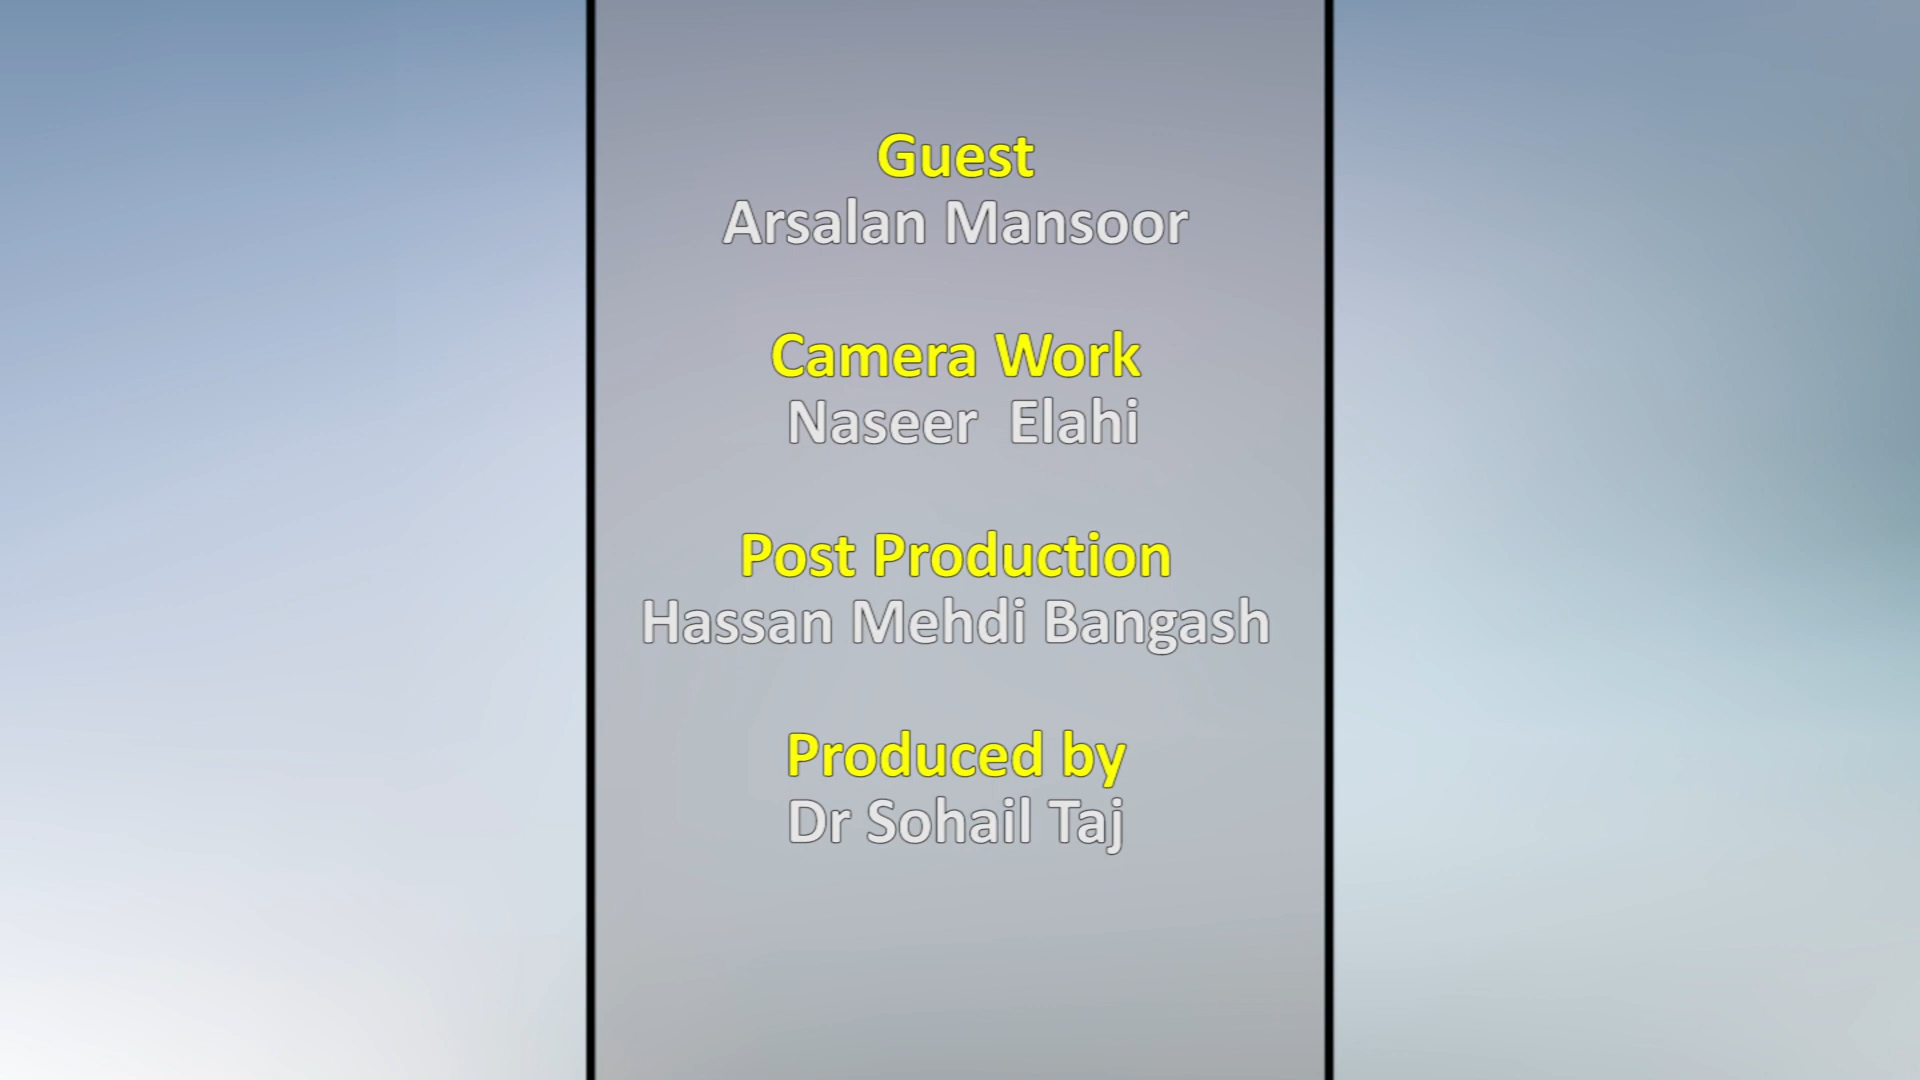 Guest
Arsalan Mansoor
Camera Work
Naseer  Elahi
Post Production
Hassan Mehdi Bangash
Produced by
Dr Sohail Taj